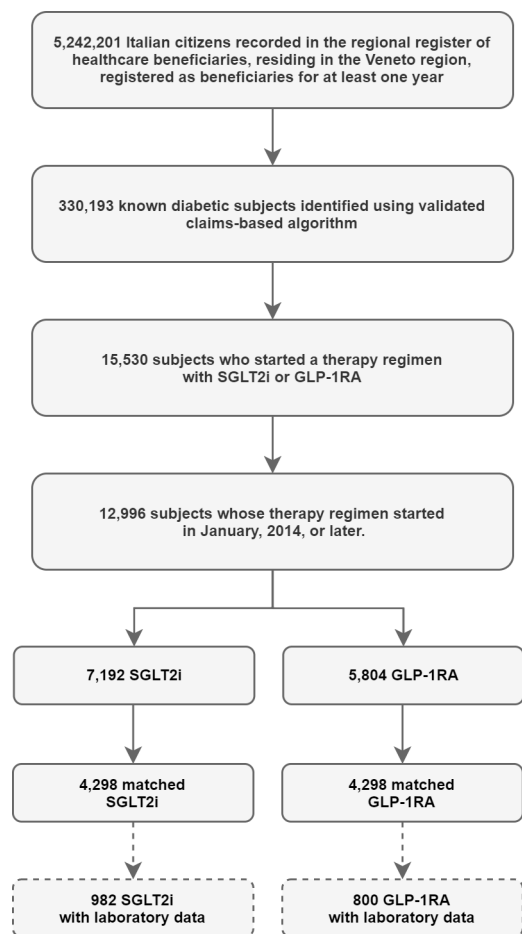 5,242,201 Italian citizens recorded in the regional register of
healthcare beneficiaries, residing in the Veneto region,
registered as beneficiaries for at least one year
330,193 known diabetic subjects identified using validated
claims-based algorithm
15,530 subjects who started a therapy regimen
with SGLT2i or GLP-1RA
12,996 subjects whose therapy regimen started
in January, 2014, or later.
7,192 SGLT2i
5,804 GLP-1RA
4,298 matched
SGLT2i
4,298 matched
GLP-1RA
982 SGLT2i
with laboratory data
800 GLP-1RA
with laboratory data